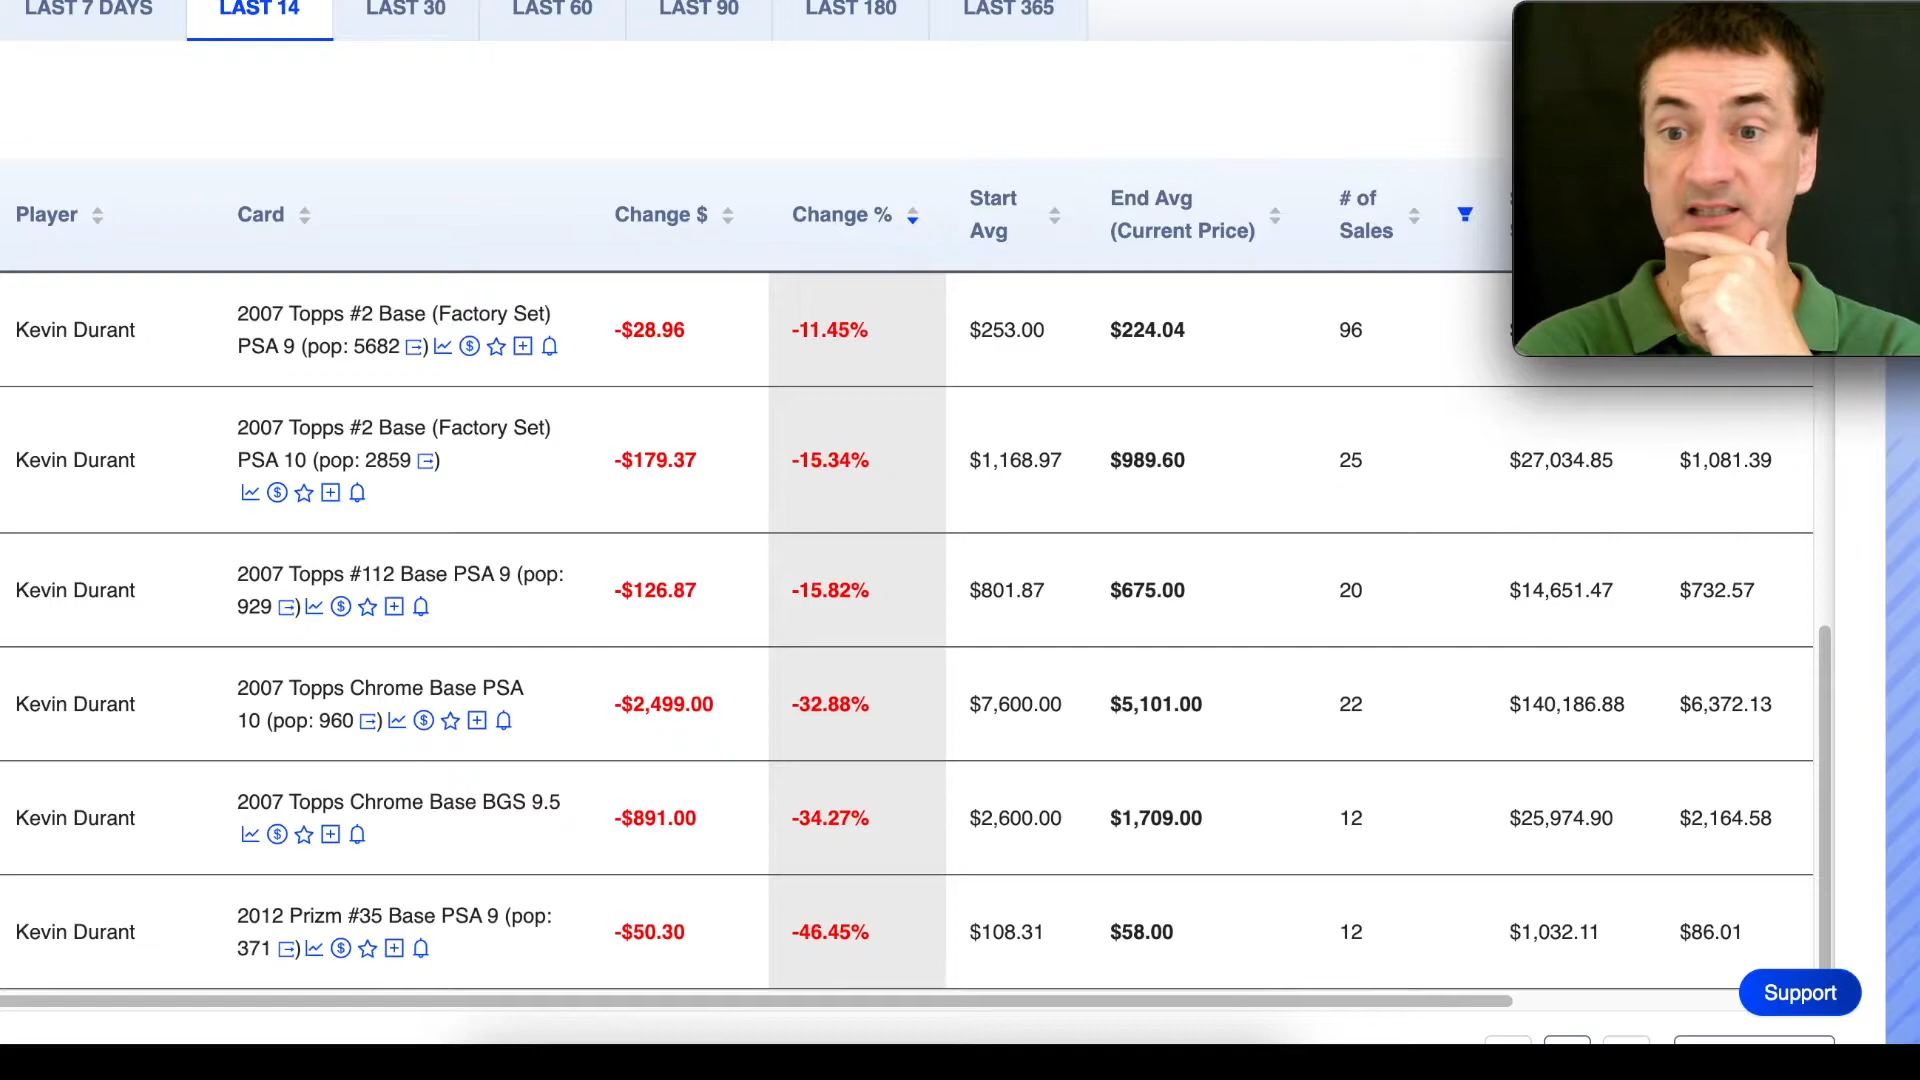 LAST 7 DAYS LAST 14 LAST 30 LAST 60 LAST 90 LAST 180 LAST 365
Player Card Change $ Change % Start Avg End Avg (Current Price) # of Sales
Kevin Durant
2007 Topps #2 Base (Factory Set)
PSA 9 (pop: 5682 )
-$28.96 -11.45% $253.00 $224.04 96
Kevin Durant
2007 Topps #2 Base (Factory Set)
PSA 10 (pop: 2859 )
-$179.37 -15.34% $1,168.97 $989.60 25 $27,034.85 $1,081.39
Kevin Durant
2007 Topps #112 Base PSA 9 (pop:
929 )
-$126.87 -15.82% $801.87 $675.00 20 $14,651.47 $732.57
Kevin Durant
2007 Topps Chrome Base PSA
10 (pop: 960 )
-$2,499.00 -32.88% $7,600.00 $5,101.00 22 $140,186.88 $6,372.13
Kevin Durant
2007 Topps Chrome Base BGS 9.5
-$891.00 -34.27% $2,600.00 $1,709.00 12 $25,974.90 $2,164.58
Kevin Durant
2012 Prizm #35 Base PSA 9 (pop:
371 )
-$50.30 -46.45% $108.31 $58.00 12 $1,032.11 $86.01
Support